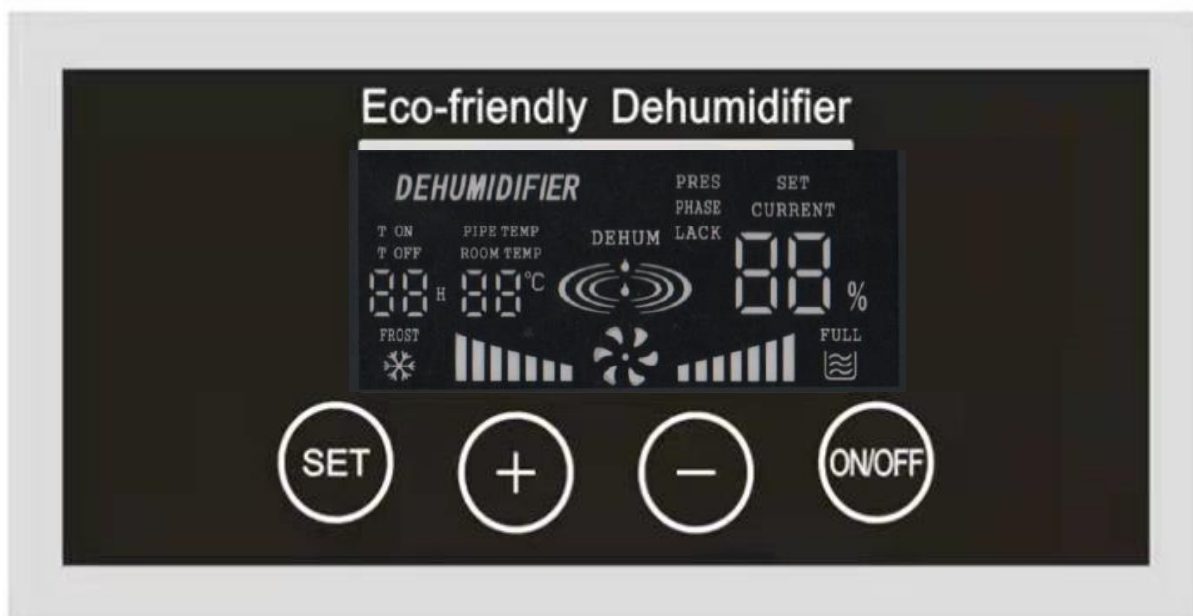 Eco-friendly Dehumidifier
DEHUMIDIFIER
PRES
PHASE
LACK
SET
CURRENT
T ON
T OFF
88 H
PIPE TEMP
ROOM TEMP
88 °C
DEHUM
88 %
FROST
FULL
SET
+
−
ON/OFF